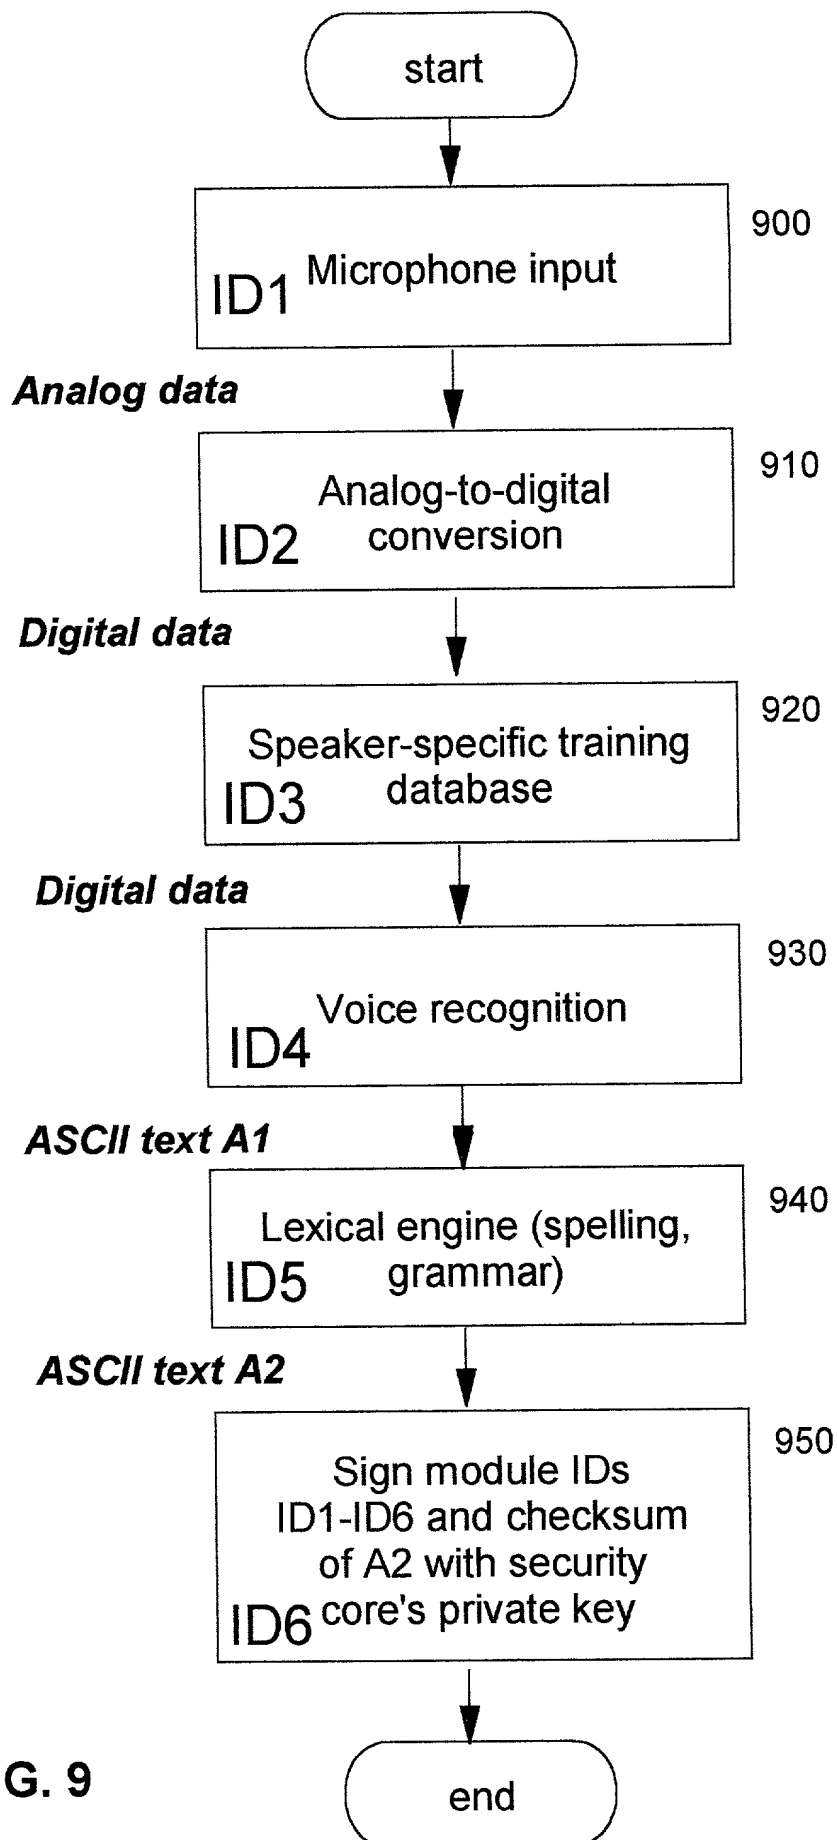 start
900
Microphone input
ID1
Analog data
910
Analog-to-digital
conversion
ID2
Digital data
920
Speaker-specific training
database
ID3
Digital data
930
Voice recognition
ID4
ASCII text A1
940
Lexical engine (spelling,
grammar)
ID5
ASCII text A2
950
Sign module IDs
ID1-ID6 and checksum
of A2 with security
core's private key
ID6
G. 9
end